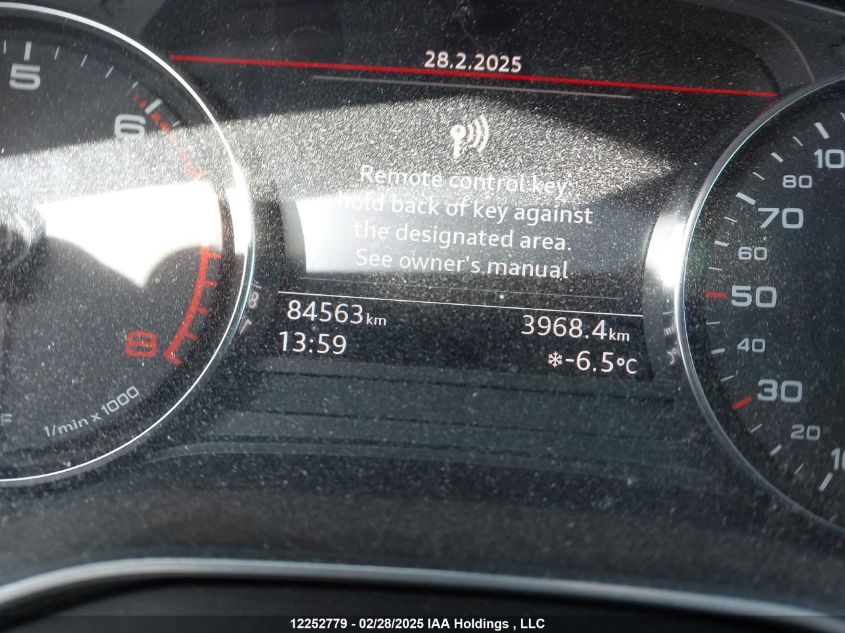 28.2.2025
Remote control key:
hold back of key against
the designated area.
See owner's manual
84563km
3968.4km
13:59
❄-6.5°C
5
6
8
1/min x 1000
F
10
80
70
60
50
40
30
20
10
12252779 - 02/28/2025 IAA Holdings , LLC